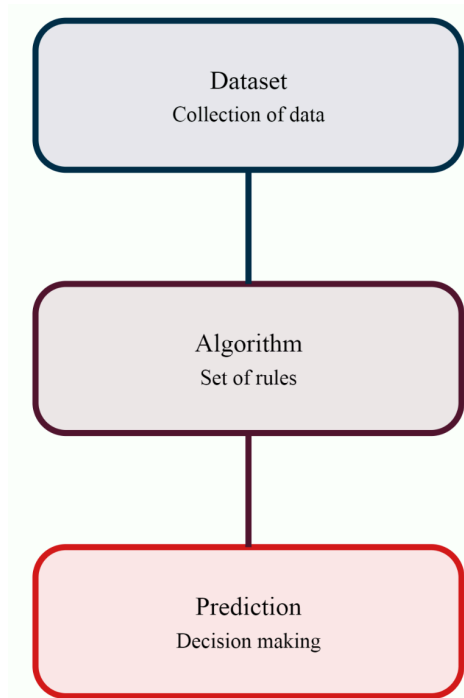 Dataset
Collection of data
Algorithm
Set of rules
Prediction
Decision making